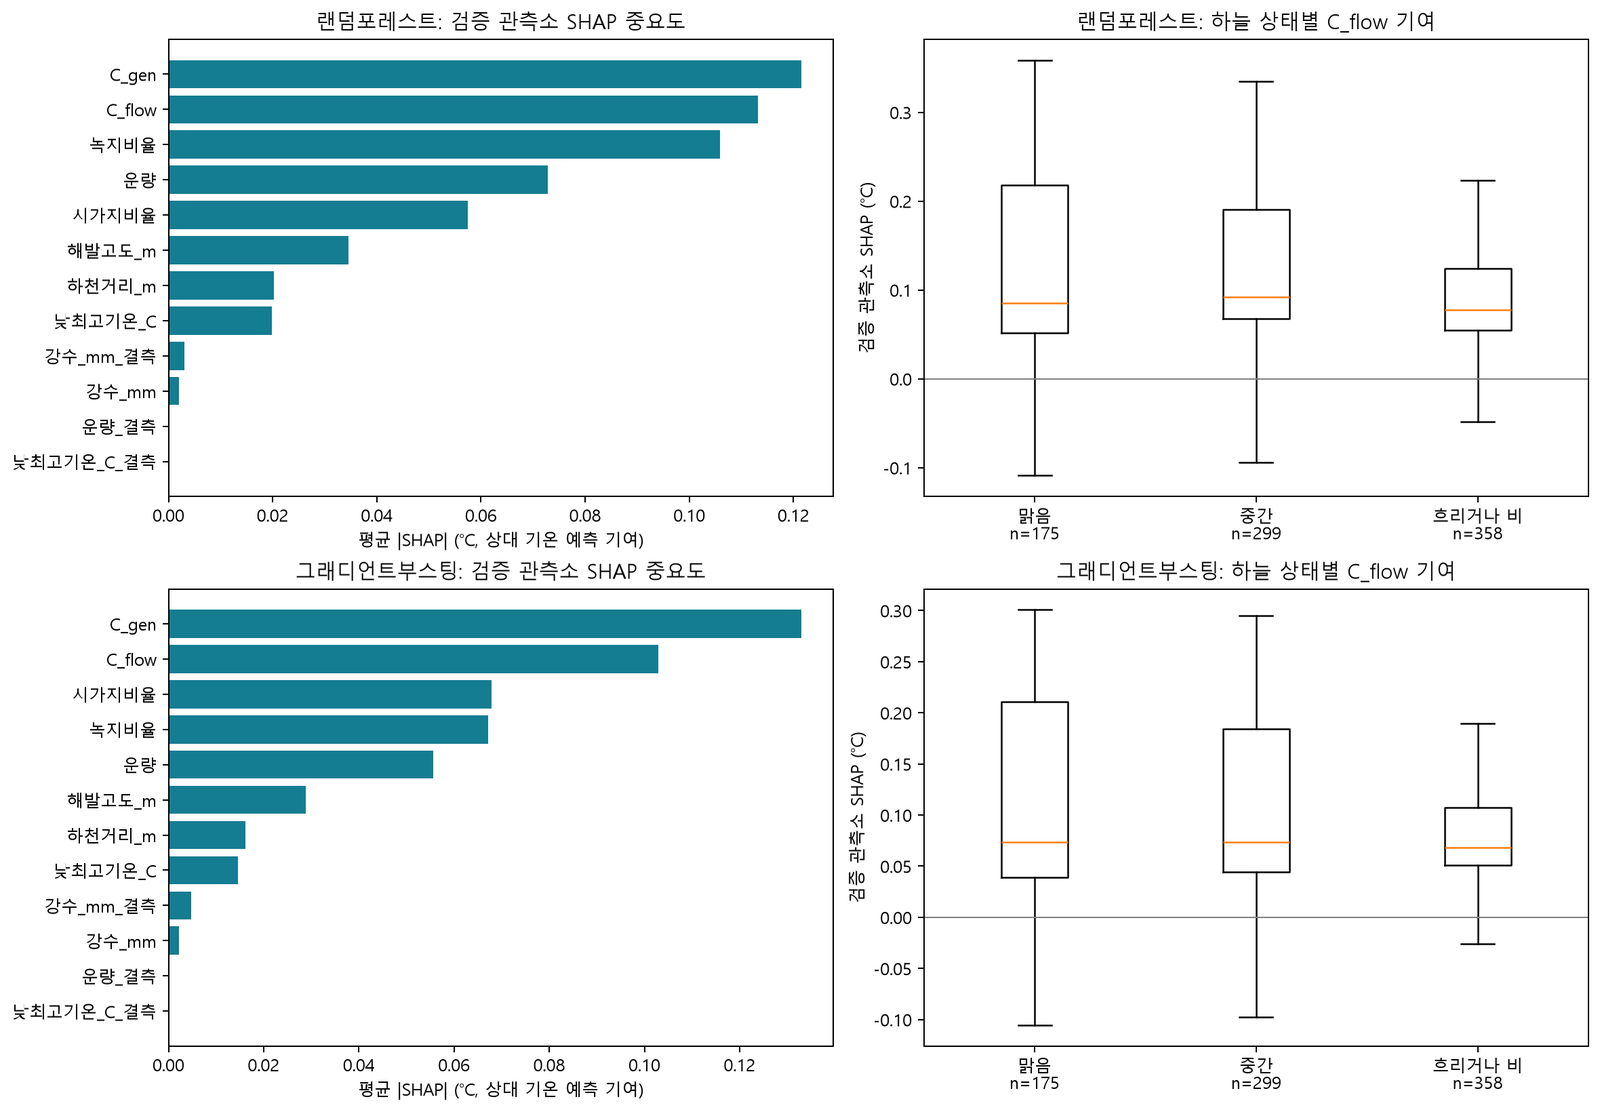 랜덤포레스트: 검증 관측소 SHAP 중요도
C_gen
C_flow
녹지비율
운량
시가지비율
해발고도_m
하천거리_m
낮최고기온_C
강수_mm_결측
강수_mm
운량_결측
낮최고기온_C_결측
0.00 0.02 0.04 0.06 0.08 0.10 0.12
평균 |SHAP| (℃, 상대 기온 예측 기여)
랜덤포레스트: 하늘 상태별 C_flow 기여
검증 관측소 SHAP (℃)
0.3
0.2
0.1
0.0
-0.1
맑음 중간 흐리거나 비
n=175 n=299 n=358
그래디언트부스팅: 검증 관측소 SHAP 중요도
C_gen
C_flow
시가지비율
녹지비율
운량
해발고도_m
하천거리_m
낮최고기온_C
강수_mm_결측
강수_mm
운량_결측
낮최고기온_C_결측
0.00 0.02 0.04 0.06 0.08 0.10 0.12
평균 |SHAP| (℃, 상대 기온 예측 기여)
그래디언트부스팅: 하늘 상태별 C_flow 기여
검증 관측소 SHAP (℃)
0.30
0.25
0.20
0.15
0.10
0.05
0.00
-0.05
-0.10
맑음 중간 흐리거나 비
n=175 n=299 n=358